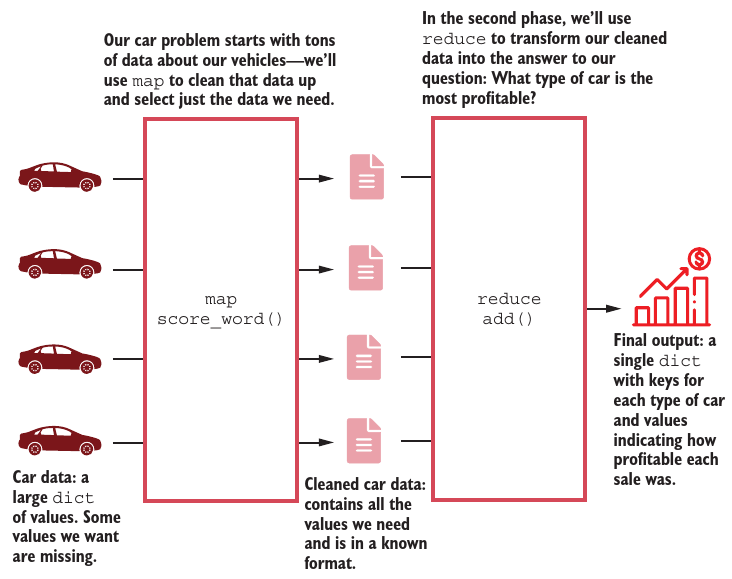 Our car problem starts with tons
of data about our vehicles—we’ll
use map to clean that data up
and select just the data we need.
In the second phase, we’ll use
reduce to transform our cleaned
data into the answer to our
question: What type of car is the
most profitable?
map
score_word()
reduce
add()
$
Car data: a
large dict
of values. Some
values we want
are missing.
Cleaned car data:
contains all the
values we need
and is in a known
format.
Final output: a
single dict
with keys for
each type of car
and values
indicating how
profitable each
sale was.